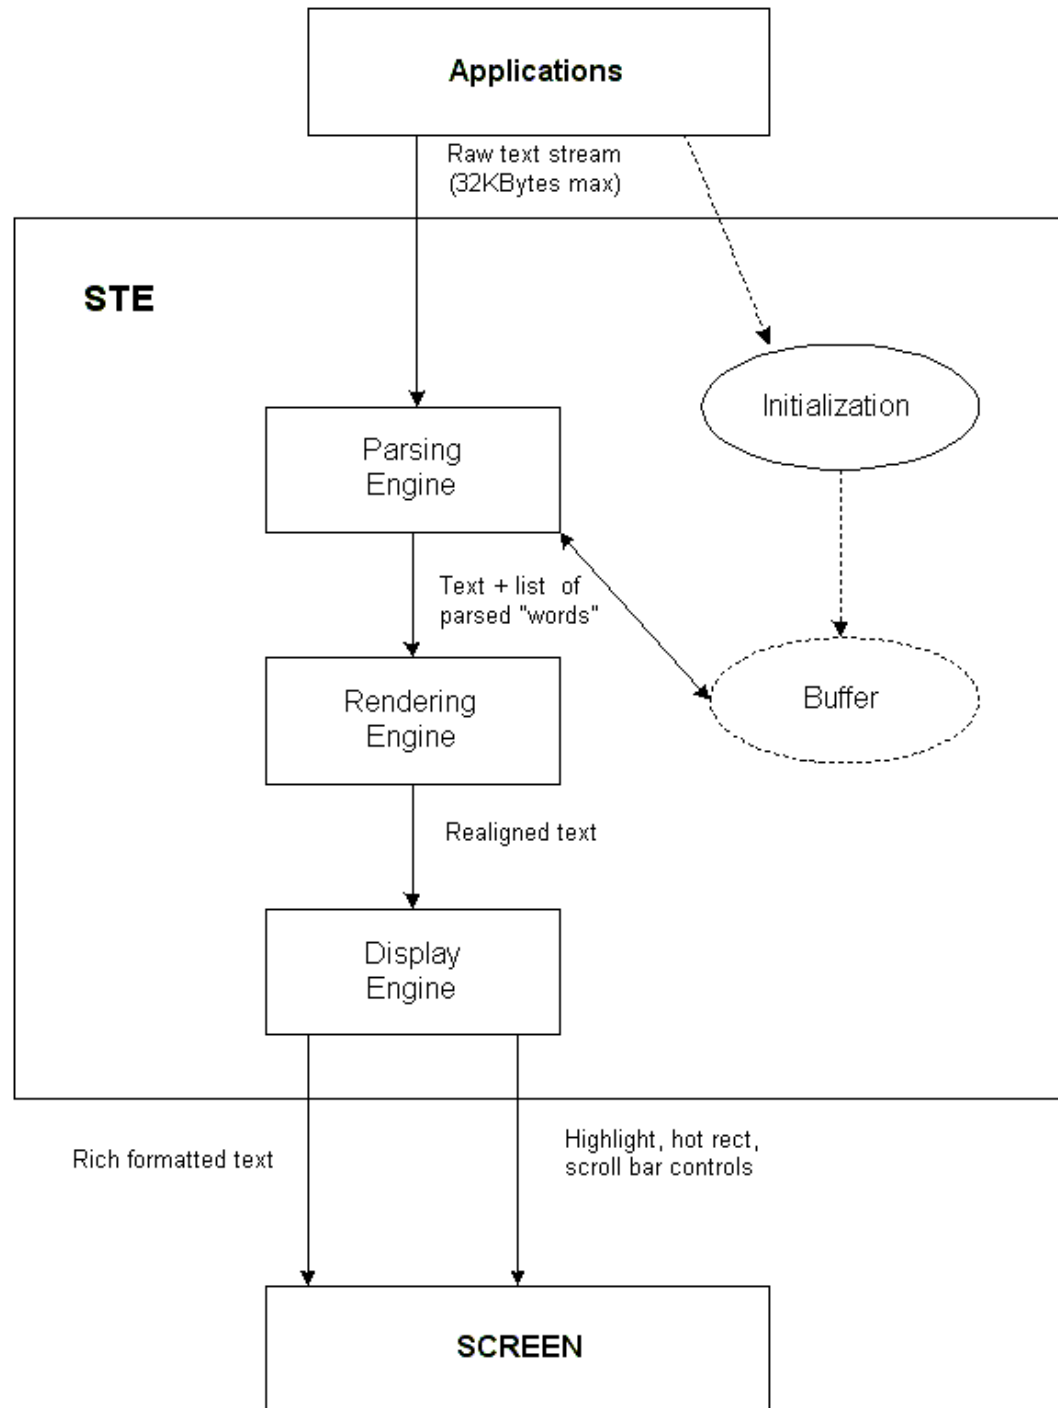 Applications
Raw text stream
(32KBytes max)
STE
Initialization
Parsing
Engine
Text + list of
parsed "words"
Buffer
Rendering
Engine
Realigned text
Display
Engine
Rich formatted text
Highlight, hot rect,
scroll bar controls
SCREEN